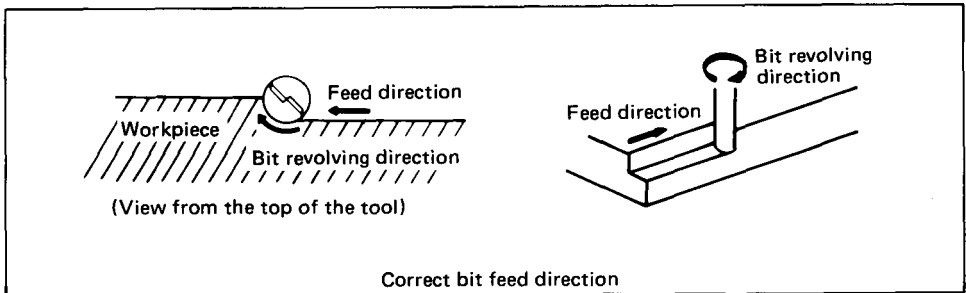 Feed direction
Workpiece
Bit revolving direction
(View from the top of the tool)
Bit revolving
direction
Feed direction
Correct bit feed direction